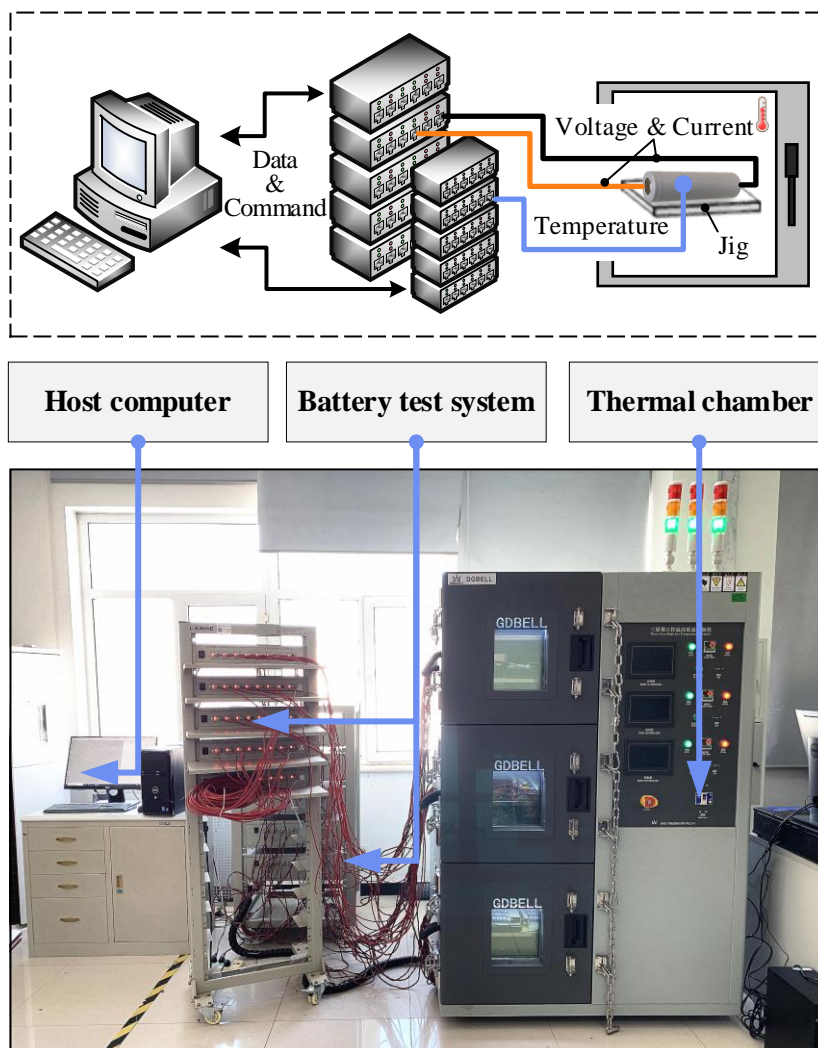 Voltage & Current
Data
&
Command
Temperature
Jig
Host computer
Battery test system
Thermal chamber
DGBELL
GDBELL
GDBELL
GDBELL